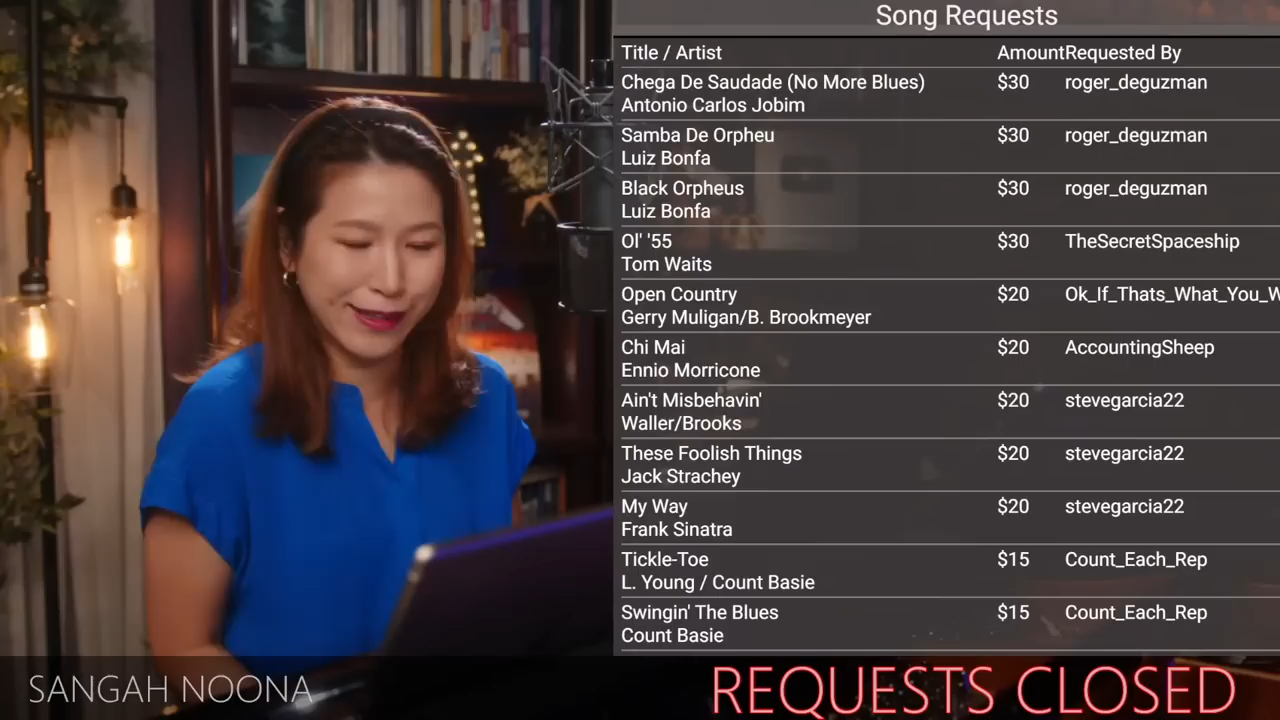 Song Requests
Title / Artist Amount Requested By
Chega De Saudade (No More Blues) $30 roger_deguzman
Antonio Carlos Jobim
Samba De Orpheu $30 roger_deguzman
Luiz Bonfa
Black Orpheus $30 roger_deguzman
Luiz Bonfa
Ol' '55 $30 TheSecretSpaceship
Tom Waits
Open Country $20 Ok_If_Thats_What_You_W
Gerry Muligan/B. Brookmeyer
Chi Mai $20 AccountingSheep
Ennio Morricone
Ain't Misbehavin' $20 stevegarcia22
Waller/Brooks
These Foolish Things $20 stevegarcia22
Jack Strachey
My Way $20 stevegarcia22
Frank Sinatra
Tickle-Toe $15 Count_Each_Rep
L. Young / Count Basie
Swingin' The Blues $15 Count_Each_Rep
Count Basie
SANGAH NOONA
REQUESTS CLOSED